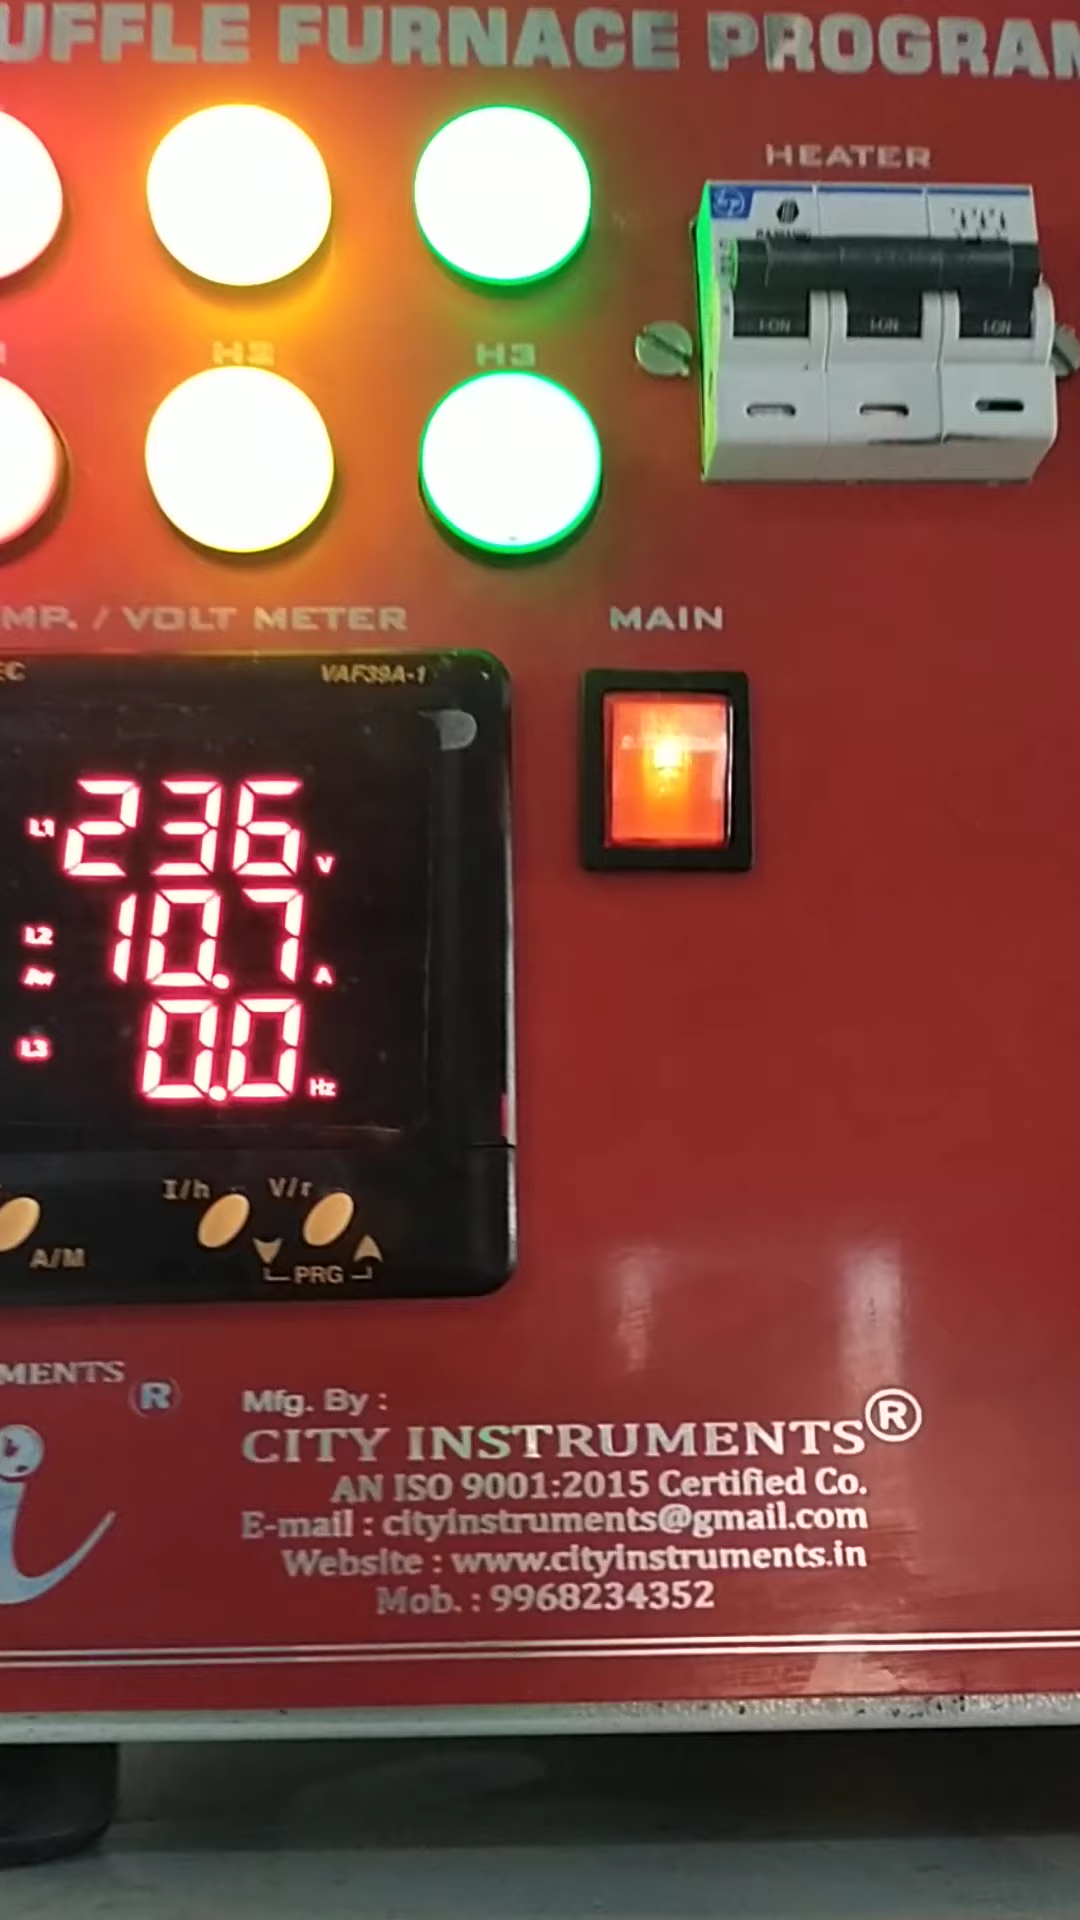 UFFLE FURNACE PROGRAM
HEATER
I-ON I-ON I-ON
H2 H3
MP. / VOLT METER
MAIN
EC VAF39A-1
L1 236 V
L2
Av 10.7 A
L3 0.0 Hz
I/h V/r
A/M
PRG
MENTS ®
Mfg. By :
CITY INSTRUMENTS®
AN ISO 9001:2015 Certified Co.
E-mail : cityinstruments@gmail.com
Website : www.cityinstruments.in
Mob. : 9968234352